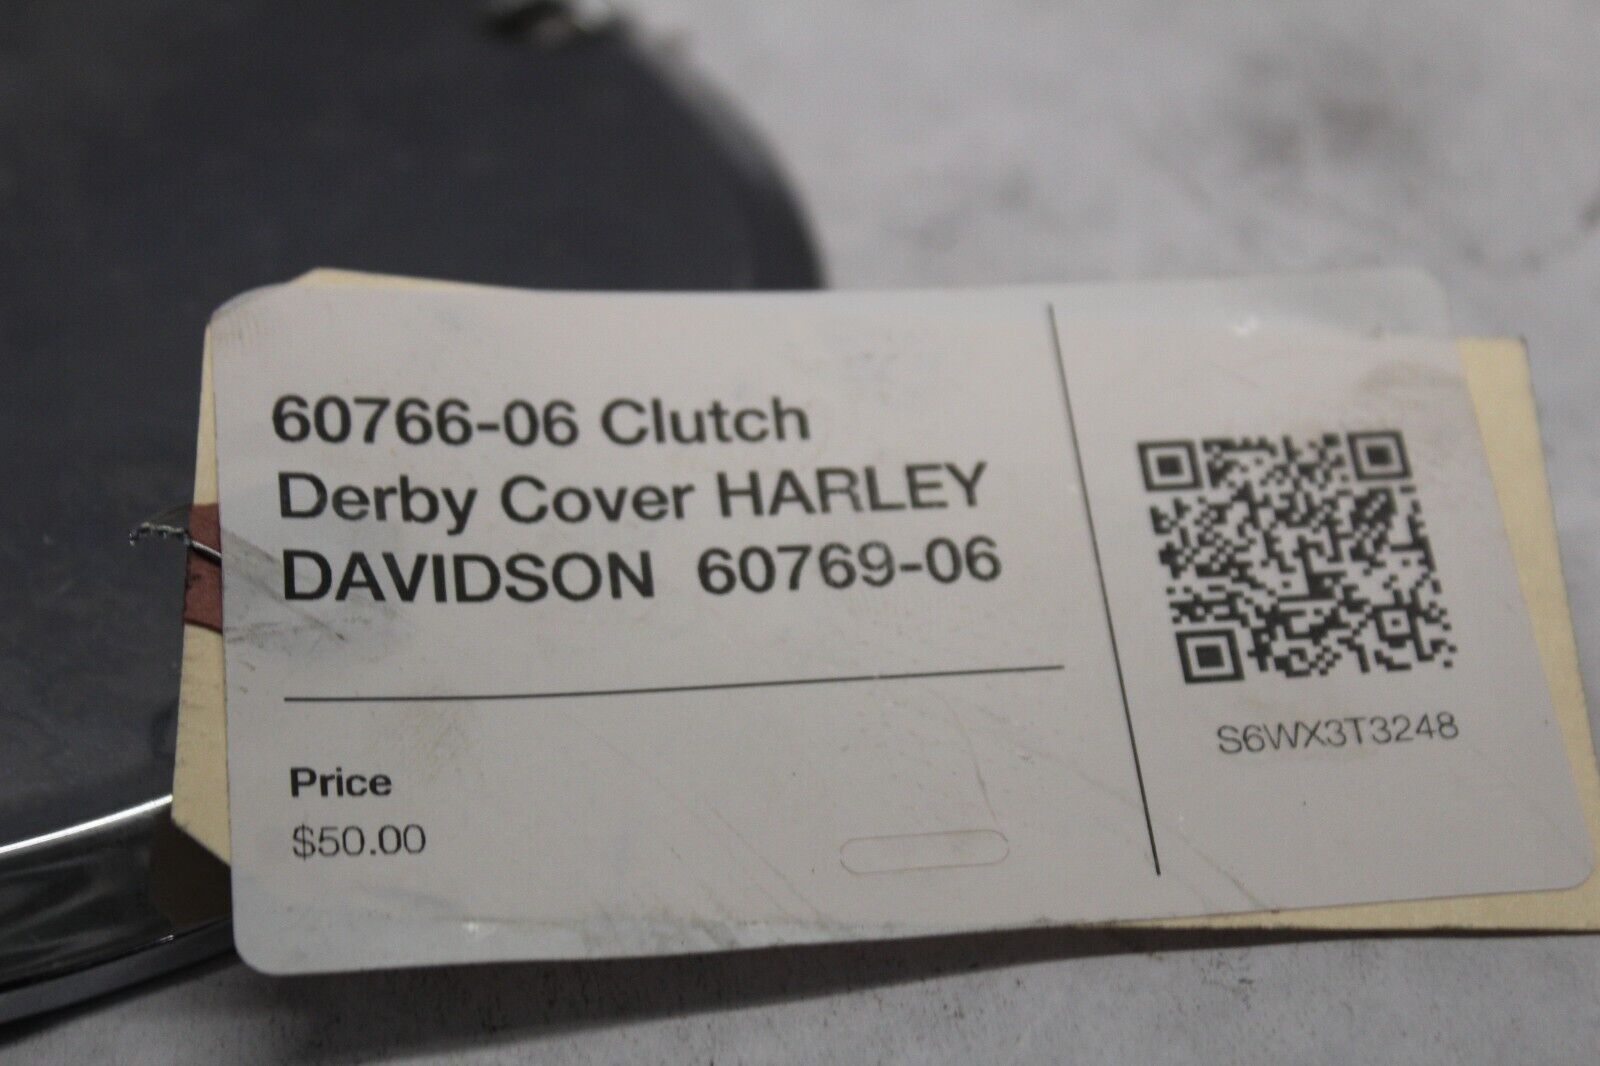 60766-06 Clutch
Derby Cover HARLEY
DAVIDSON 60769-06
Price
$50.00
S6WX3T3248